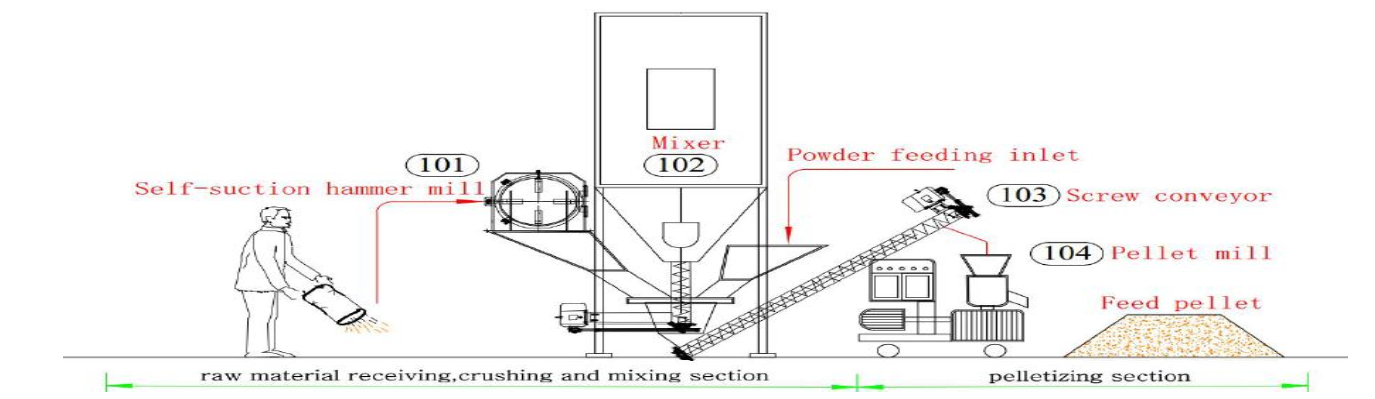 Mixer
101
102
Powder feeding inlet
Self-suction hammer mill
103 Screw conveyor
104 Pellet mill
Feed pellet
raw material receiving,crushing and mixing section
pelletizing section